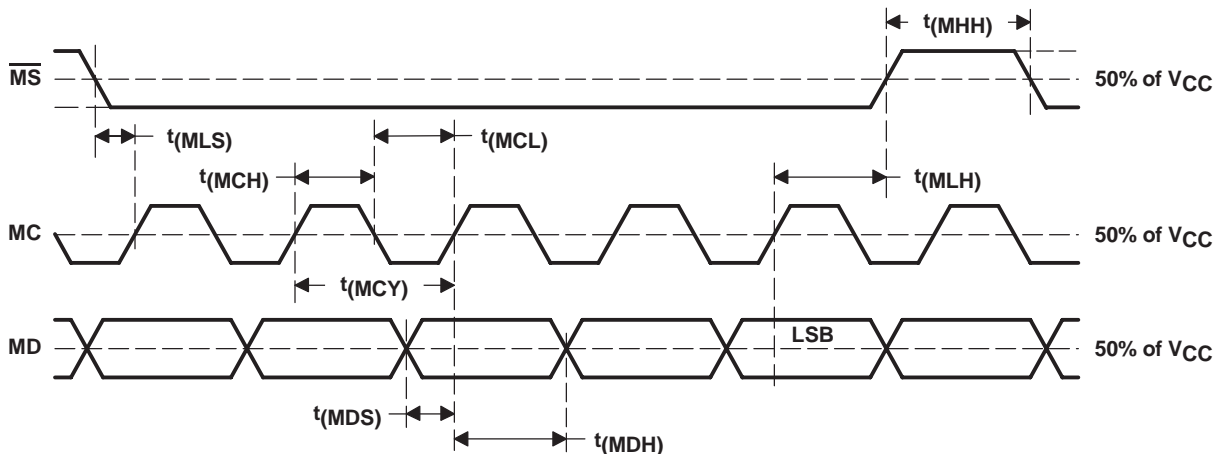 t(MHH)
MS 50% of VCC
t(MLS) t(MCL)
t(MCH) t(MLH)
MC 50% of VCC
t(MCY)
LSB
MD 50% of VCC
t(MDS)
t(MDH)